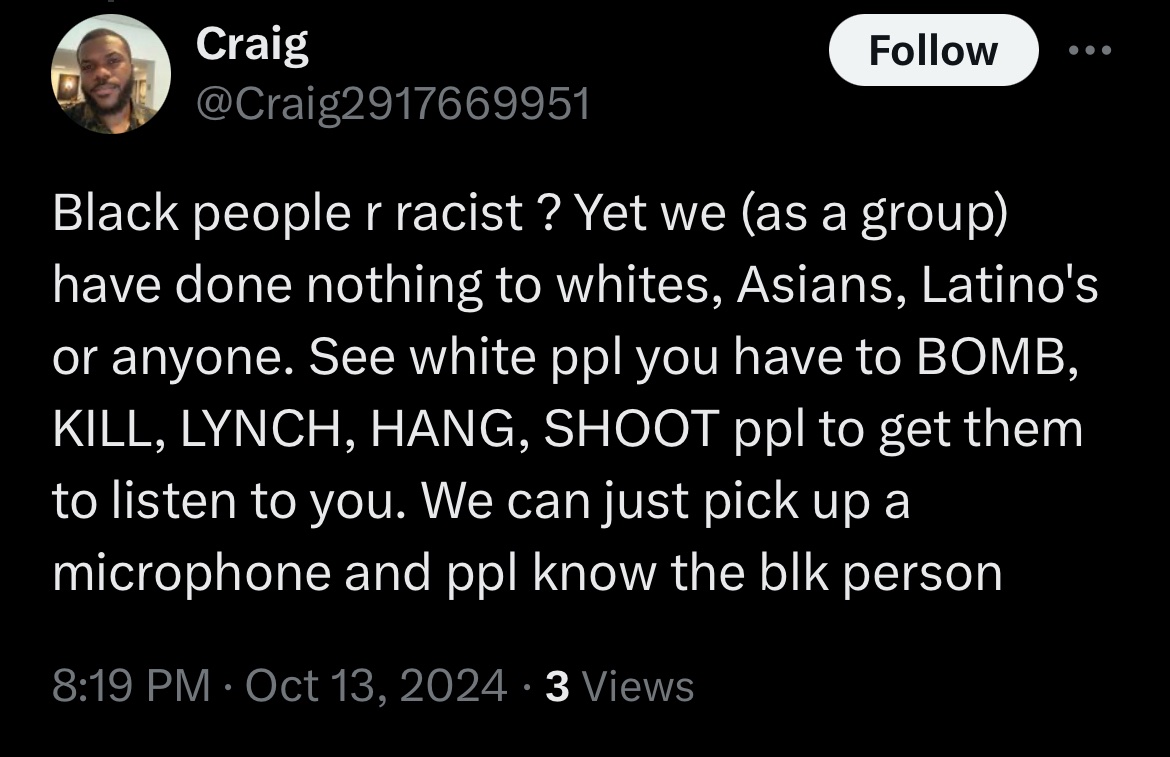 Craig
Follow
@Craig2917669951
Black people r racist ? Yet we (as a group)
have done nothing to whites, Asians, Latino's
or anyone. See white ppl you have to BOMB,
KILL, LYNCH, HANG, SHOOT ppl to get them
to listen to you. We can just pick up a
microphone and ppl know the blk person
8:19 PM · Oct 13, 2024 · 3 Views